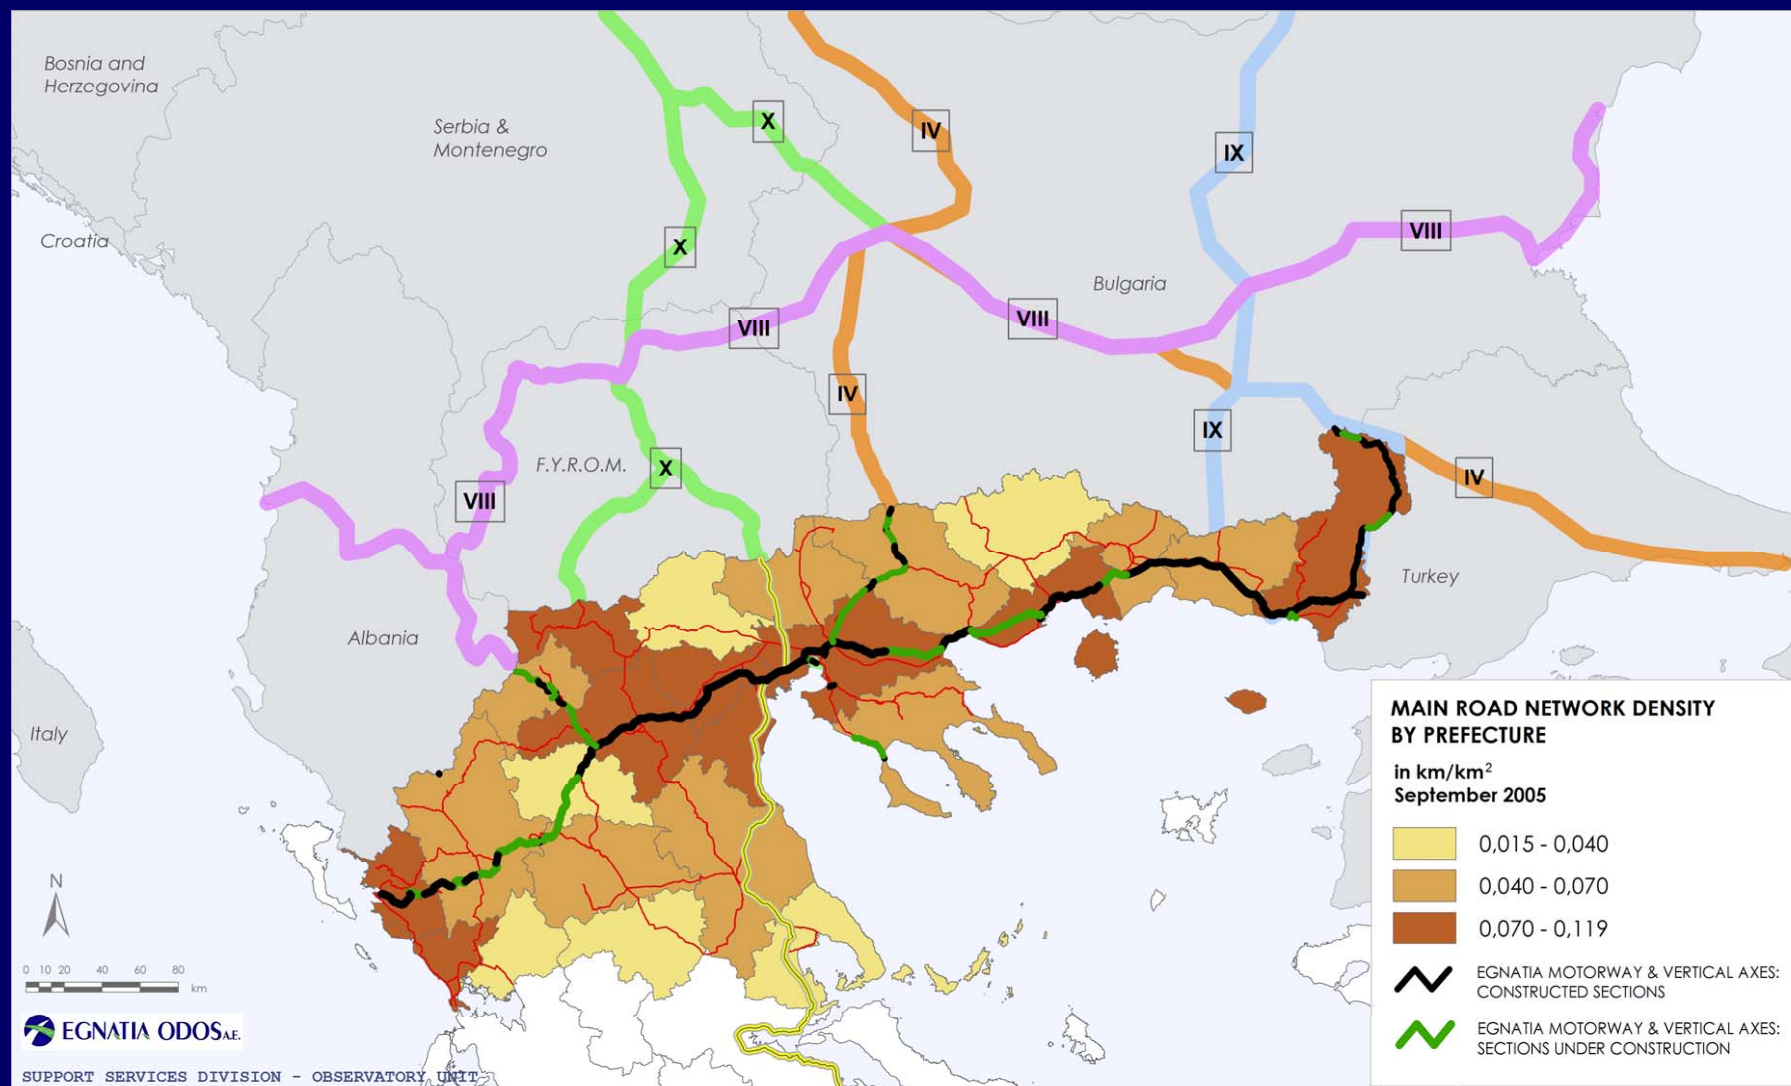 Bosnia and
Herzegovina
Serbia &
Montenegro
X
IV
IX
Croatia
X
VIII
Bulgaria
VIII
VIII
IV
IX
F.Y.R.O.M.
X
IV
VIII
Turkey
Albania
Italy
MAIN ROAD NETWORK DENSITY
BY PREFECTURE
in km/km²
September 2005
0,015 - 0,040
0,040 - 0,070
0,070 - 0,119
EGNATIA MOTORWAY & VERTICAL AXES:
CONSTRUCTED SECTIONS
EGNATIA MOTORWAY & VERTICAL AXES:
SECTIONS UNDER CONSTRUCTION
N
0 10 20 40 60 80
km
EGNATIA ODOS A.E.
SUPPORT SERVICES DIVISION - OBSERVATORY UNIT